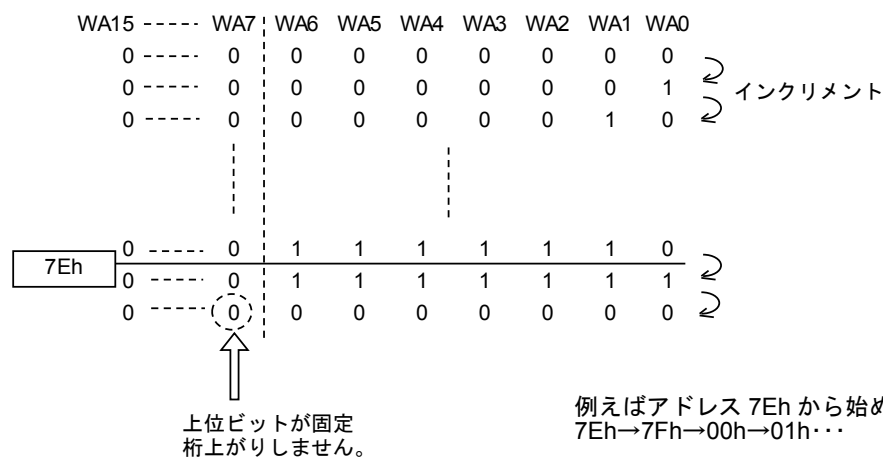 WA15 ----- WA7 WA6 WA5 WA4 WA3 WA2 WA1 WA0
0 ----- 0 0 0 0 0 0 0 0
0 ----- 0 0 0 0 0 0 0 1
インクリメント
0 ----- 0 0 0 0 0 0 1 0
0 ----- 0 1 1 1 1 1 1 0
7Eh
0 ----- 0 1 1 1 1 1 1 1
0 ----- 0 0 0 0 0 0 0 0
上位ビットが固定
桁上がりしません。
例えばアドレス 7Eh から始め
7Eh→7Fh→00h→01h･･･